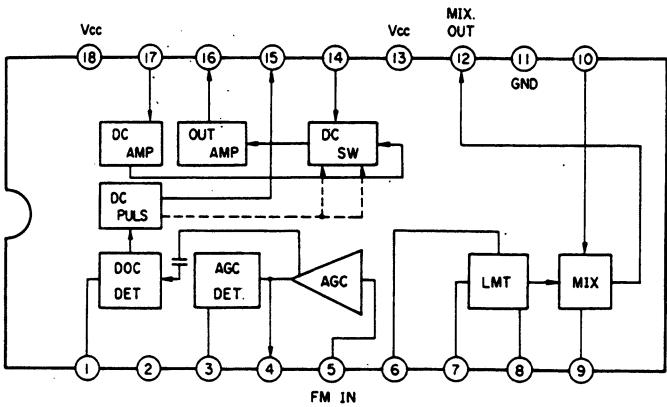 Vcc
MIX.
OUT
Vcc
18 17 16 15 14 13 12 11 10
GND
DC
AMP
OUT
AMP
DC
SW
DC
PULS
DOC
DET
AGC
DET.
AGC
LMT
MIX
1 2 3 4 5 6 7 8 9
FM IN